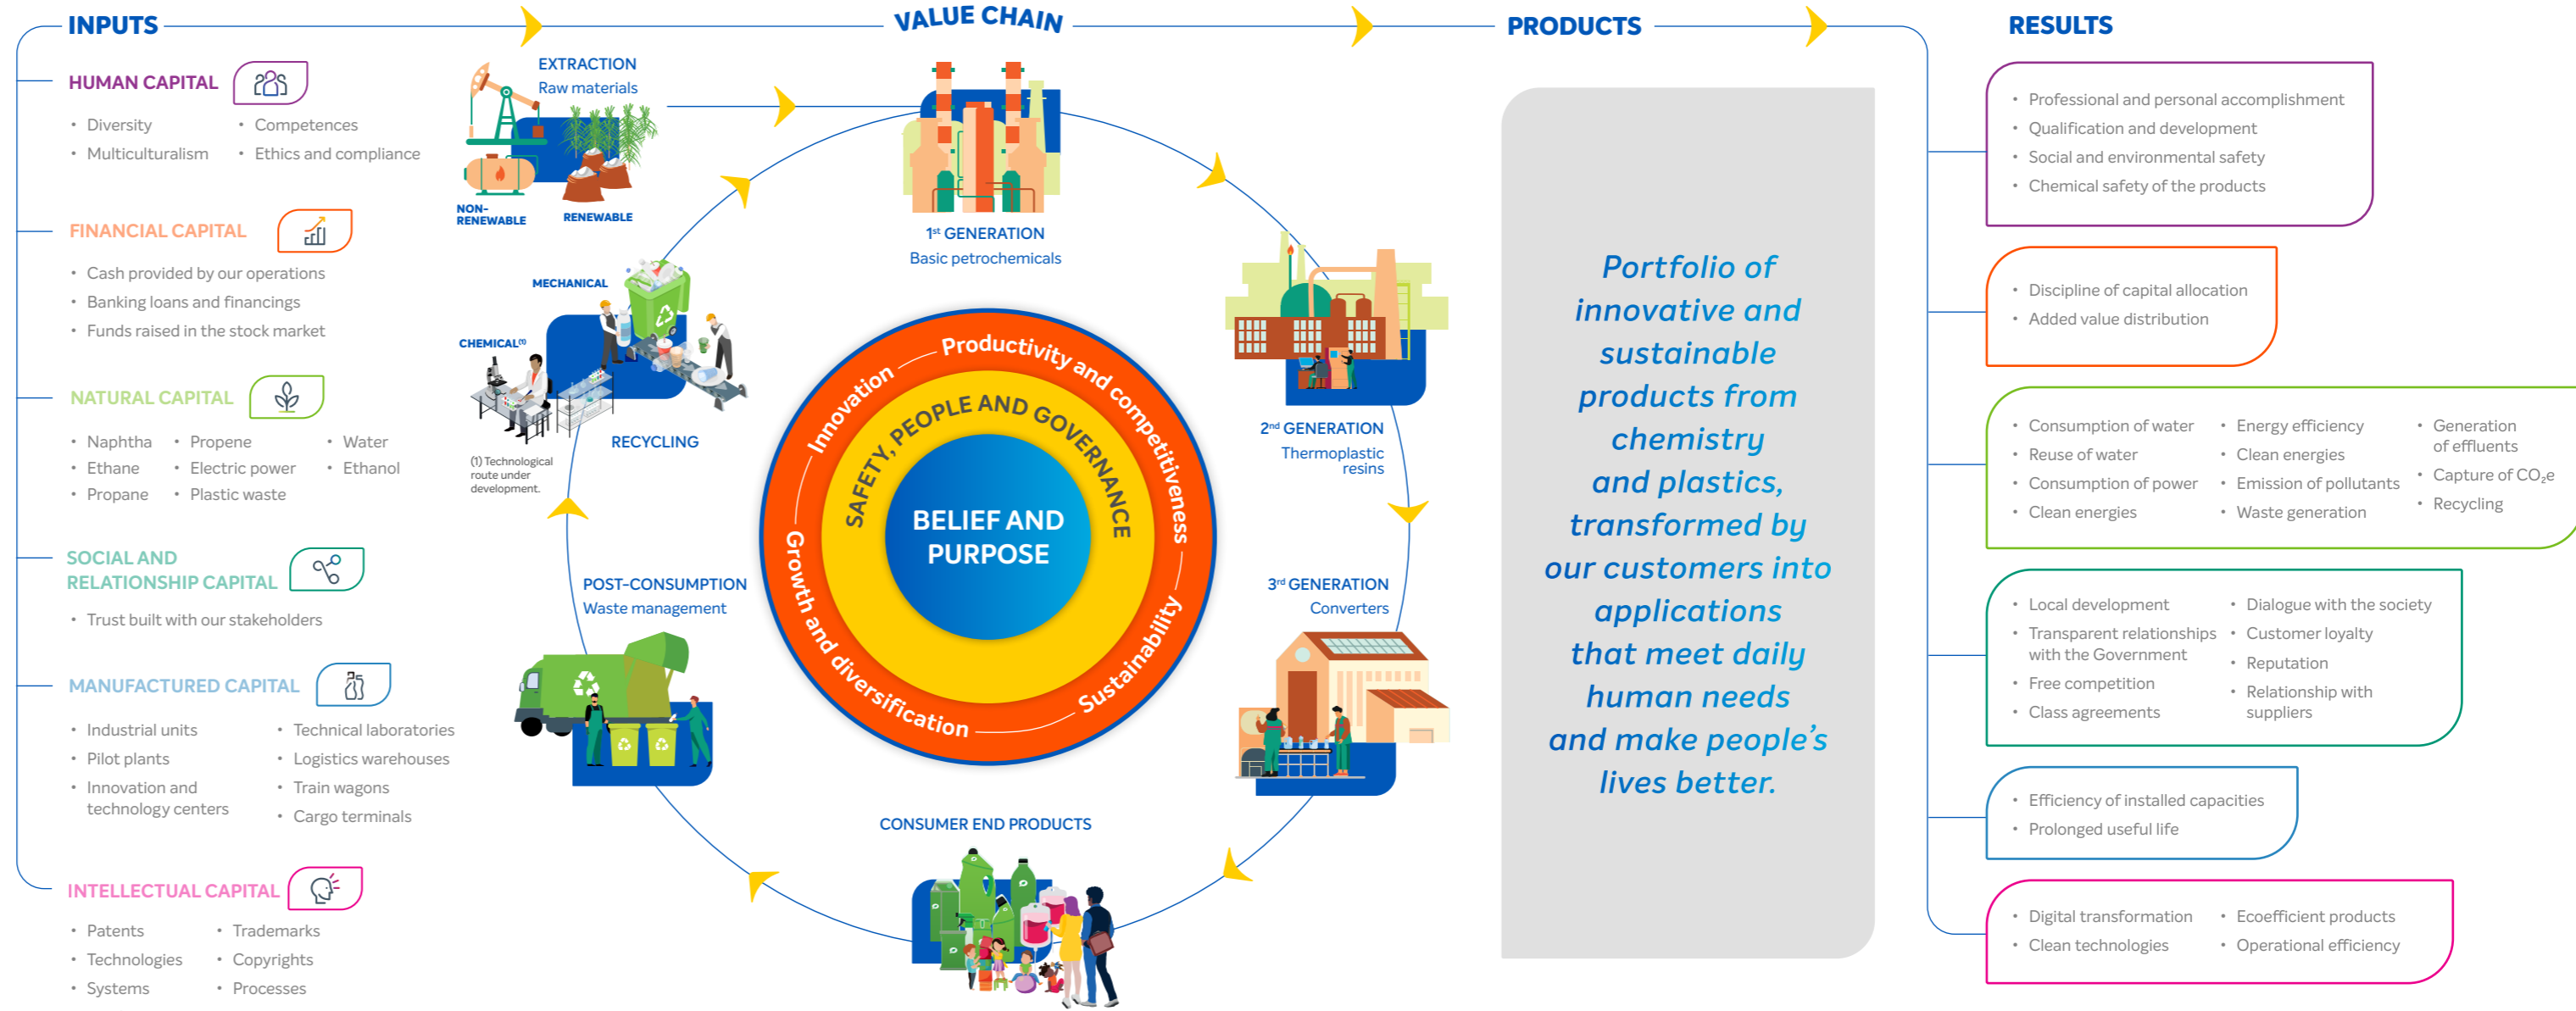 INPUTS
VALUE CHAIN
PRODUCTS
RESULTS
HUMAN CAPITAL
• Diversity
• Multiculturalism
• Competences
• Ethics and compliance
FINANCIAL CAPITAL
• Cash provided by our operations
• Banking loans and financings
• Funds raised in the stock market
NATURAL CAPITAL
• Naphtha
• Ethane
• Propane
• Propene
• Electric power
• Plastic waste
• Water
• Ethanol
SOCIAL AND
RELATIONSHIP CAPITAL
• Trust built with our stakeholders
MANUFACTURED CAPITAL
• Industrial units
• Pilot plants
• Innovation and
technology centers
• Technical laboratories
• Logistics warehouses
• Train wagons
• Cargo terminals
INTELLECTUAL CAPITAL
• Patents
• Technologies
• Systems
• Trademarks
• Copyrights
• Processes
EXTRACTION
Raw materials
NON-
RENEWABLE
RENEWABLE
1st GENERATION
Basic petrochemicals
2nd GENERATION
Thermoplastic
resins
3rd GENERATION
Converters
CONSUMER END PRODUCTS
POST-CONSUMPTION
Waste management
MECHANICAL
CHEMICAL(1)
RECYCLING
(1) Technological
route under
development.
Innovation
Productivity and competitiveness
Sustainability
Growth and diversification
SAFETY, PEOPLE AND GOVERNANCE
BELIEF AND
PURPOSE
Portfolio of
innovative and
sustainable
products from
chemistry
and plastics,
transformed by
our customers into
applications
that meet daily
human needs
and make people's
lives better.
• Professional and personal accomplishment
• Qualification and development
• Social and environmental safety
• Chemical safety of the products
• Discipline of capital allocation
• Added value distribution
• Consumption of water
• Reuse of water
• Consumption of power
• Clean energies
• Energy efficiency
• Clean energies
• Emission of pollutants
• Waste generation
• Generation
of effluents
• Capture of CO₂e
• Recycling
• Local development
• Transparent relationships
with the Government
• Free competition
• Class agreements
• Dialogue with the society
• Customer loyalty
• Reputation
• Relationship with
suppliers
• Efficiency of installed capacities
• Prolonged useful life
• Digital transformation
• Clean technologies
• Ecoefficient products
• Operational efficiency